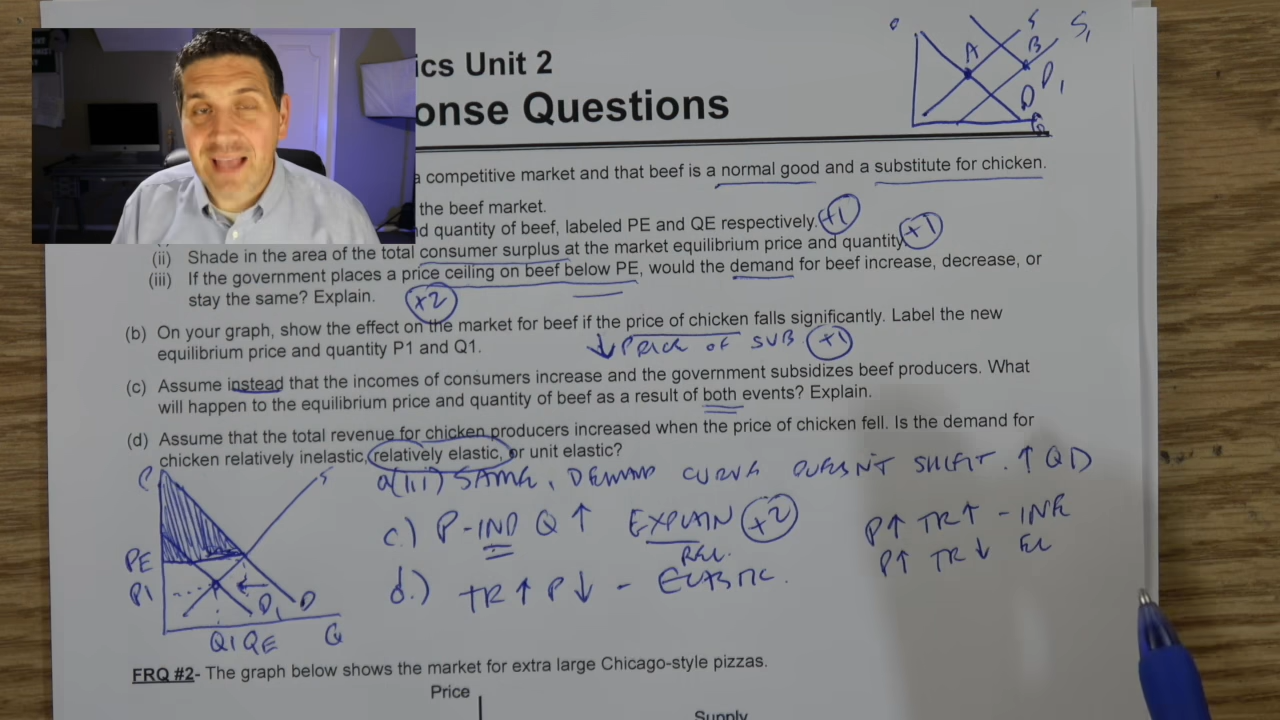 P S S1
A B
D D1
Q
ics Unit 2
onse Questions
a competitive market and that beef is a normal good and a substitute for chicken.
the beef market.
d quantity of beef, labeled PE and QE respectively. +1
(ii) Shade in the area of the total consumer surplus at the market equilibrium price and quantity. +1
(iii) If the government places a price ceiling on beef below PE, would the demand for beef increase, decrease, or
stay the same? Explain. +2
(b) On your graph, show the effect on the market for beef if the price of chicken falls significantly. Label the new
equilibrium price and quantity P1 and Q1. ↓ PRICE OF SUB +1
(c) Assume instead that the incomes of consumers increase and the government subsidizes beef producers. What
will happen to the equilibrium price and quantity of beef as a result of both events? Explain.
(d) Assume that the total revenue for chicken producers increased when the price of chicken fell. Is the demand for
chicken relatively inelastic, relatively elastic, or unit elastic?
a(iii) SAME, DEMAND CURVE DOESN'T SHIFT. ↑ QD
P S
c.) P-IND Q ↑ EXPLAIN +2
P↑ TR↑ - INE
REL.
P↑ TR↓ EL
d.) TR ↑ P ↓ - ELASTIC.
PE
P1
D1 D
Q1 QE Q
FRQ #2- The graph below shows the market for extra large Chicago-style pizzas.
Price
Supply